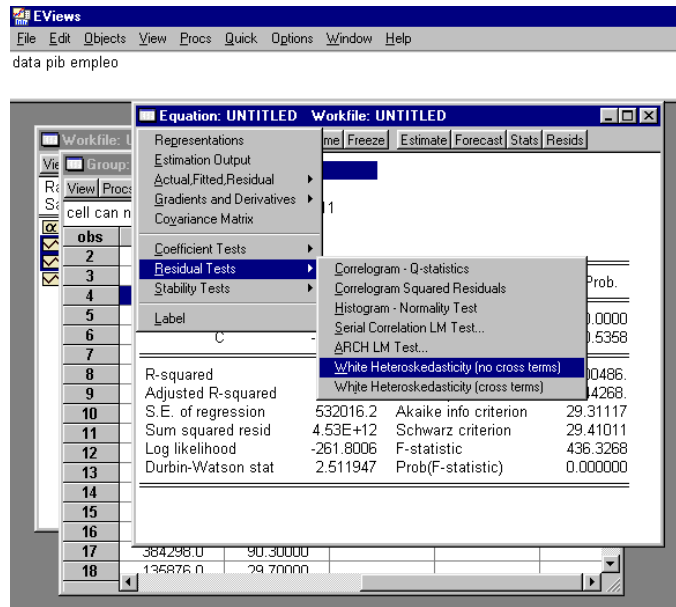 EViews
File Edit Objects View Procs Quick Options Window Help
data pib empleo
Equation: UNTITLED Workfile: UNTITLED
Workfile:
Representations
Estimation Output
Actual,Fitted,Residual
Gradients and Derivatives
Covariance Matrix
Coefficient Tests
Residual Tests
Stability Tests
Label
Freeze Estimate Forecast Stats Resids
Group:
View Procs
cell can
obs
2
3
4
5
6
7
8
9
10
11
12
13
14
15
16
17 384298.0 90.30000
18 135876.0 29.70000
Correlogram - Q-statistics
Correlogram Squared Residuals
Histogram - Normality Test
Serial Correlation LM Test...
ARCH LM Test...
White Heteroskedasticity (no cross terms)
White Heteroskedasticity (cross terms)
Prob.
C
R-squared
Adjusted R-squared
S.E. of regression 532016.2 Akaike info criterion 29.31117
Sum squared resid 4.53E+12 Schwarz criterion 29.41011
Log likelihood -261.8006 F-statistic 436.3268
Durbin-Watson stat 2.511947 Prob(F-statistic) 0.000000